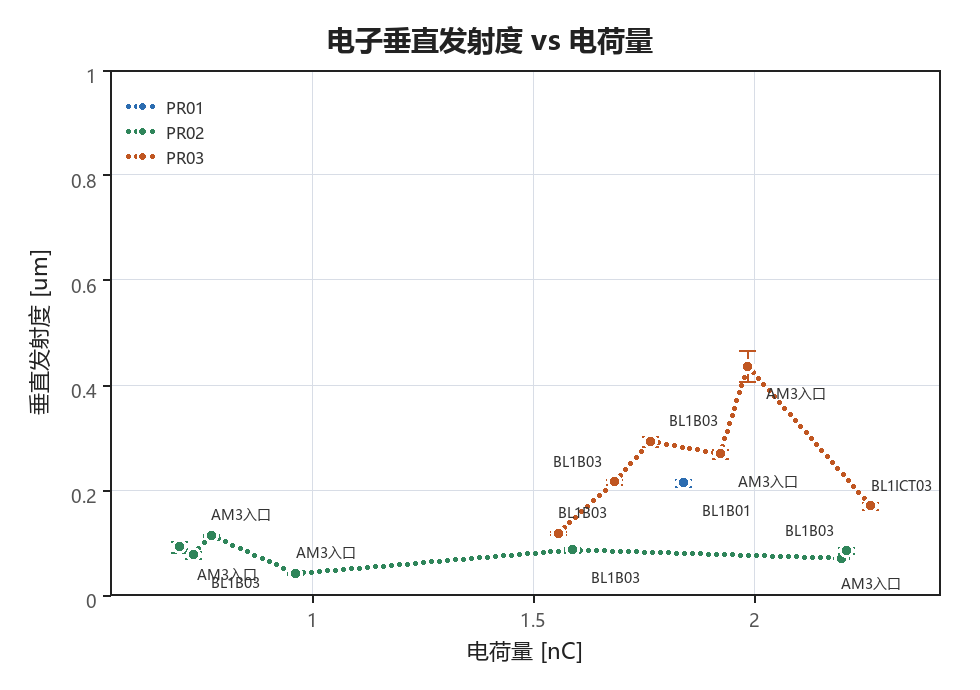 电子垂直发射度 vs 电荷量
1
PR01
PR02
PR03
0.8
0.6
垂直发射度 [um]
0.4
AM3入口
BL1B03
BL1B03
AM3入口
BL1ICT03
0.2
BL1B03
BL1B01
AM3入口
BL1B03
AM3入口
AM3入口
BL1B03
BL1B03
AM3入口
0
1
1.5
2
电荷量 [nC]